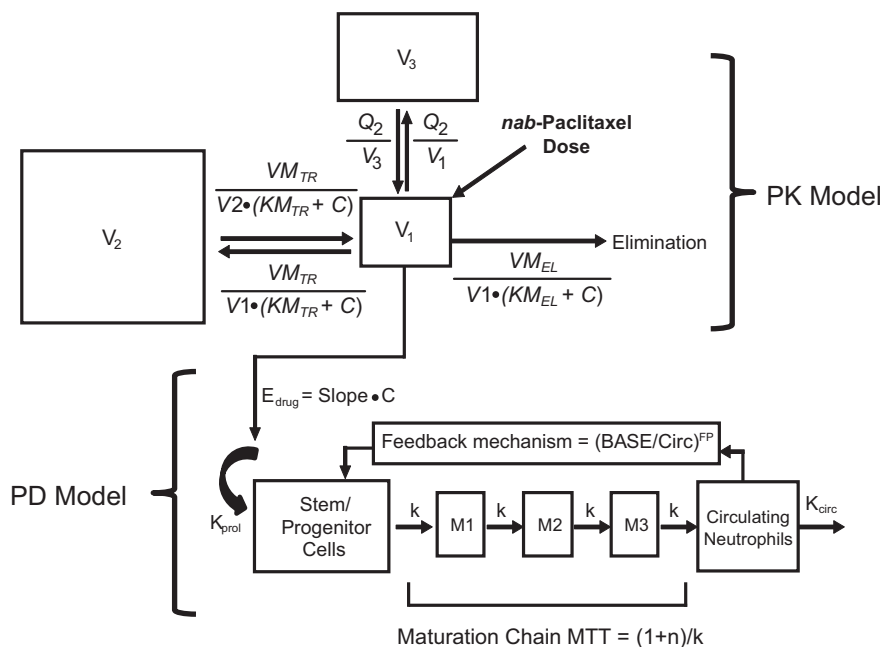 V3
Q2
V3
Q2
V1
nab-Paclitaxel
Dose
PK Model
V2
VMTR
V2•(KMTR + C)
V1
Elimination
VMTR
V1•(KMTR + C)
VMEL
V1•(KMEL + C)
Edrug = Slope • C
PD Model
Feedback mechanism = (BASE/Circ)FP
Kprol
Stem/
Progenitor
Cells
k
M1
k
M2
k
M3
k
Circulating
Neutrophils
Kcirc
Maturation Chain MTT = (1+n)/k